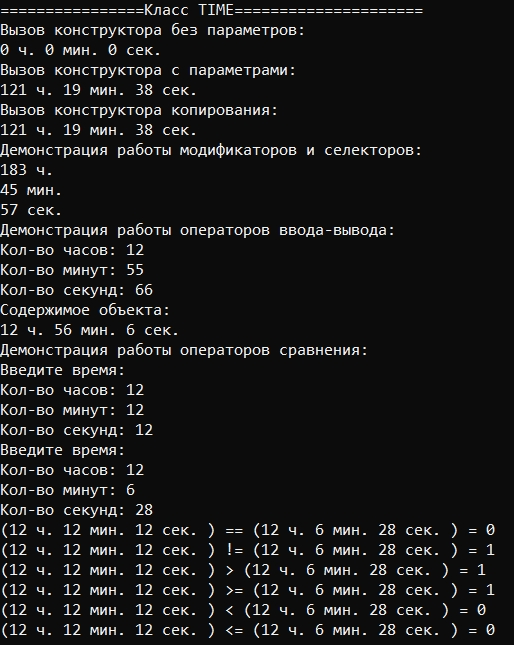 ================Класс TIME=====================
Вызов конструктора без параметров:
0 ч. 0 мин. 0 сек.
Вызов конструктора с параметрами:
121 ч. 19 мин. 38 сек.
Вызов конструктора копирования:
121 ч. 19 мин. 38 сек.
Демонстрация работы модификаторов и селекторов:
183 ч.
45 мин.
57 сек.
Демонстрация работы операторов ввода-вывода:
Кол-во часов: 12
Кол-во минут: 55
Кол-во секунд: 66
Содержимое объекта:
12 ч. 56 мин. 6 сек.
Демонстрация работы операторов сравнения:
Введите время:
Кол-во часов: 12
Кол-во минут: 12
Кол-во секунд: 12
Введите время:
Кол-во часов: 12
Кол-во минут: 6
Кол-во секунд: 28
(12 ч. 12 мин. 12 сек. ) == (12 ч. 6 мин. 28 сек. ) = 0
(12 ч. 12 мин. 12 сек. ) != (12 ч. 6 мин. 28 сек. ) = 1
(12 ч. 12 мин. 12 сек. ) > (12 ч. 6 мин. 28 сек. ) = 1
(12 ч. 12 мин. 12 сек. ) >= (12 ч. 6 мин. 28 сек. ) = 1
(12 ч. 12 мин. 12 сек. ) < (12 ч. 6 мин. 28 сек. ) = 0
(12 ч. 12 мин. 12 сек. ) <= (12 ч. 6 мин. 28 сек. ) = 0